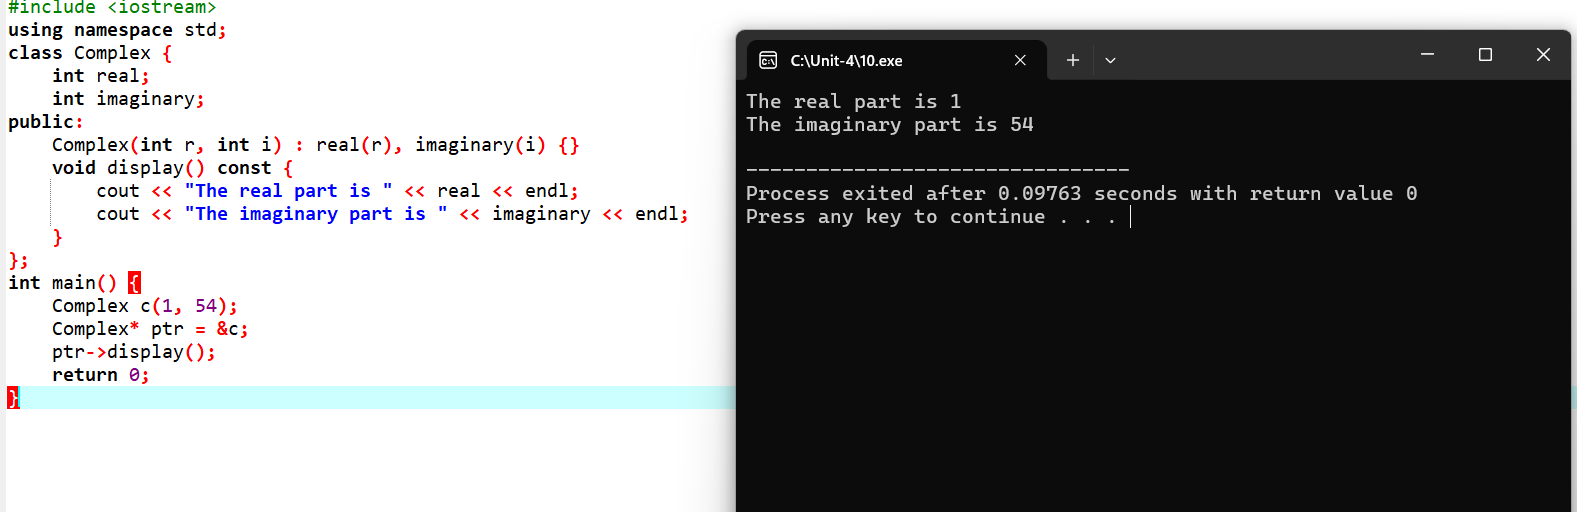 #include <iostream>
using namespace std;
class Complex {
    int real;
    int imaginary;
public:
    Complex(int r, int i) : real(r), imaginary(i) {}
    void display() const {
        cout << "The real part is " << real << endl;
        cout << "The imaginary part is " << imaginary << endl;
    }
};
int main() {
    Complex c(1, 54);
    Complex* ptr = &c;
    ptr->display();
    return 0;
}
C:\Unit-4\10.exe
The real part is 1
The imaginary part is 54
--------------------------------
Process exited after 0.09763 seconds with return value 0
Press any key to continue . . .